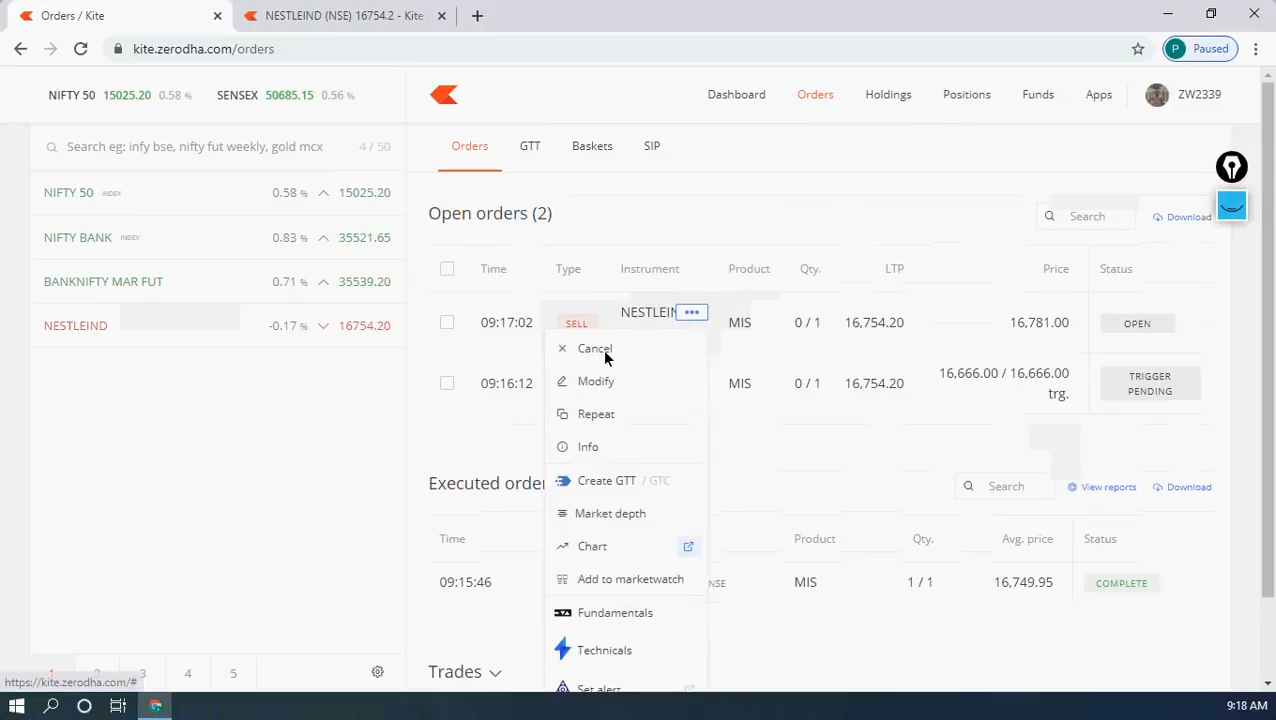 Orders / Kite
NESTLEIND (NSE) 16754.2 - Kite
kite.zerodha.com/orders
P Paused
NIFTY 50 15025.20 0.58 % SENSEX 50685.15 0.56 %
Dashboard Orders Holdings Positions Funds Apps ZW2339
Search eg: infy bse, nifty fut weekly, gold mcx 4 / 50
NIFTY 50 INDEX 0.58 % 15025.20
NIFTY BANK INDEX 0.83 % 35521.65
BANKNIFTY MAR FUT 0.71 % 35539.20
NESTLEIND -0.17 % 16754.20
Orders GTT Baskets SIP
Open orders (2)
Search Download
Time Type Instrument Product Qty. LTP Price Status
09:17:02 SELL NESTLEIN MIS 0 / 1 16,754.20 16,781.00 OPEN
09:16:12 MIS 0 / 1 16,754.20 16,666.00 / 16,666.00 trg. TRIGGER PENDING
Cancel
Modify
Repeat
Info
Create GTT / GTC
Market depth
Chart
Add to marketwatch
Fundamentals
Technicals
Set alert
Executed order
Search View reports Download
Time Product Qty. Avg. price Status
09:15:46 NSE MIS 1 / 1 16,749.95 COMPLETE
Trades
1 2 3 4 5
https://kite.zerodha.com/#
9:18 AM